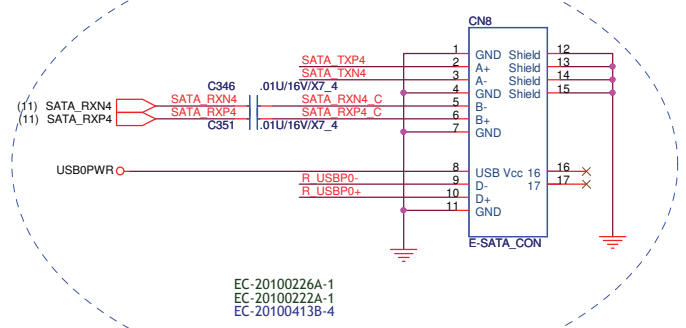 CN8
1 GND Shield 12
SATA_TXP4 2 A+ Shield 13
SATA_TXN4 3 A- Shield 14
C346 .01U/16V/X7_4 4 GND Shield 15
(11) SATA_RXN4 SATA_RXN4 SATA_RXN4_C 5 B-
(11) SATA_RXP4 SATA_RXP4 SATA_RXP4_C 6 B+
C351 .01U/16V/X7_4 7 GND
USB0PWR 8 USB Vcc 16 16
R_USBP0- 9 D- 17 17
R_USBP0+ 10 D+
11 GND
E-SATA_CON
EC-20100226A-1
EC-20100222A-1
EC-20100413B-4